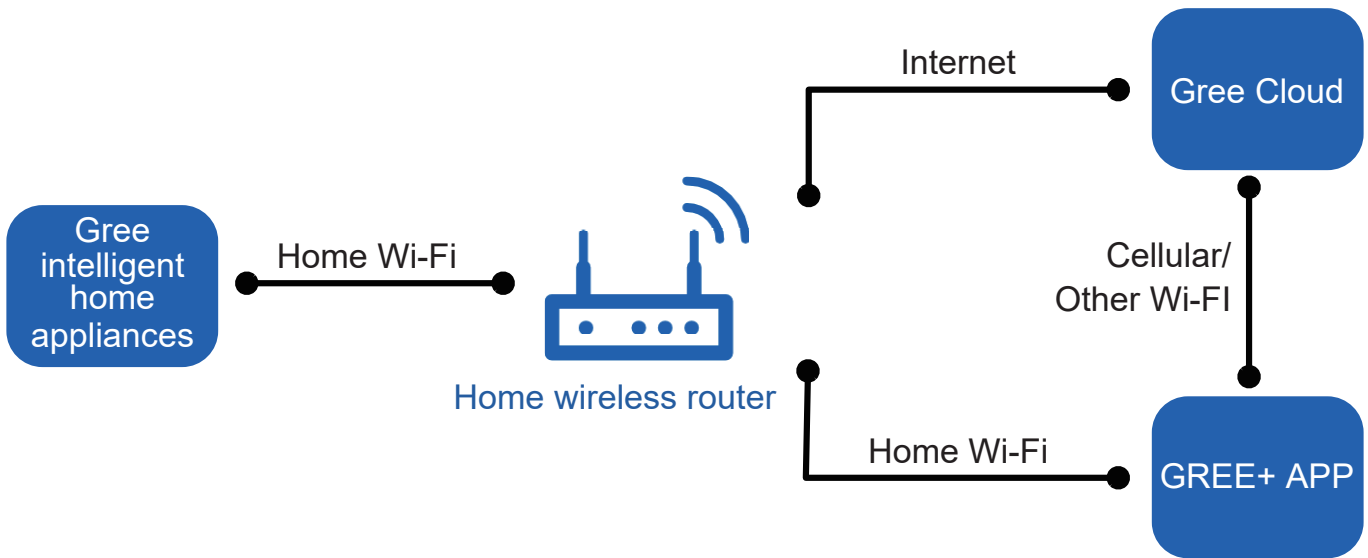 Internet
Gree Cloud
Gree
intelligent
home
appliances
Home Wi-Fi
Cellular/
Other Wi-FI
Home wireless router
Home Wi-Fi
GREE+ APP